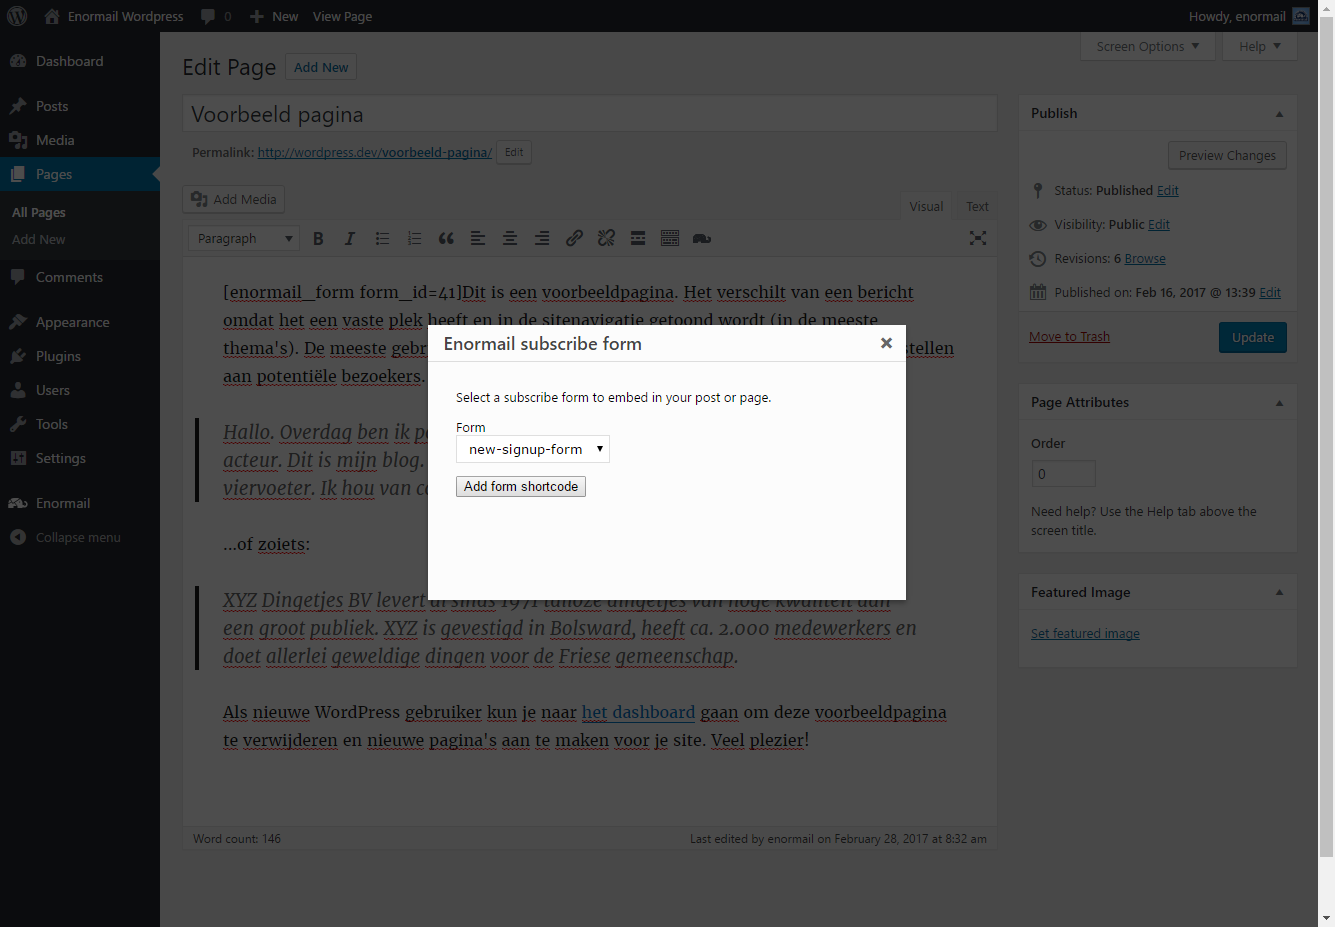 Enormail Wordpress 0 New View Page Howdy, enormail
Dashboard
Posts
Media
Pages
All Pages
Add New
Comments
Appearance
Plugins
Users
Tools
Settings
Enormail
Collapse menu
Screen Options Help
Edit Page Add New
Voorbeeld pagina
Permalink: http://wordpress.dev/voorbeeld-pagina/ Edit
Add Media
Visual Text
Paragraph
[enormail_form form_id=41]Dit is een voorbeeldpagina. Het verschilt van een bericht
omdat het een vaste plek heeft en in de sitenavigatie getoond wordt (in de meeste
thema's). De meeste stellen
aan potentiële bezoekers.
Hallo. Overdag ben ik
acteur. Dit is mijn blog.
viervoeter. Ik hou van
...of zoiets:
XYZ Dingetjes BV levert al sinds 1971 talloze dingetjes van hoge kwaliteit aan
een groot publiek. XYZ is gevestigd in Bolsward, heeft ca. 2.000 medewerkers en
doet allerlei geweldige dingen voor de Friese gemeenschap.
Als nieuwe WordPress gebruiker kun je naar het dashboard gaan om deze voorbeeldpagina
te verwijderen en nieuwe pagina's aan te maken voor je site. Veel plezier!
Word count: 146 Last edited by enormail on February 28, 2017 at 8:32 am
Enormail subscribe form
Select a subscribe form to embed in your post or page.
Form
new-signup-form
Add form shortcode
Publish
Preview Changes
Status: Published Edit
Visibility: Public Edit
Revisions: 6 Browse
Published on: Feb 16, 2017 @ 13:39 Edit
Move to Trash Update
Page Attributes
Order
0
Need help? Use the Help tab above the
screen title.
Featured Image
Set featured image